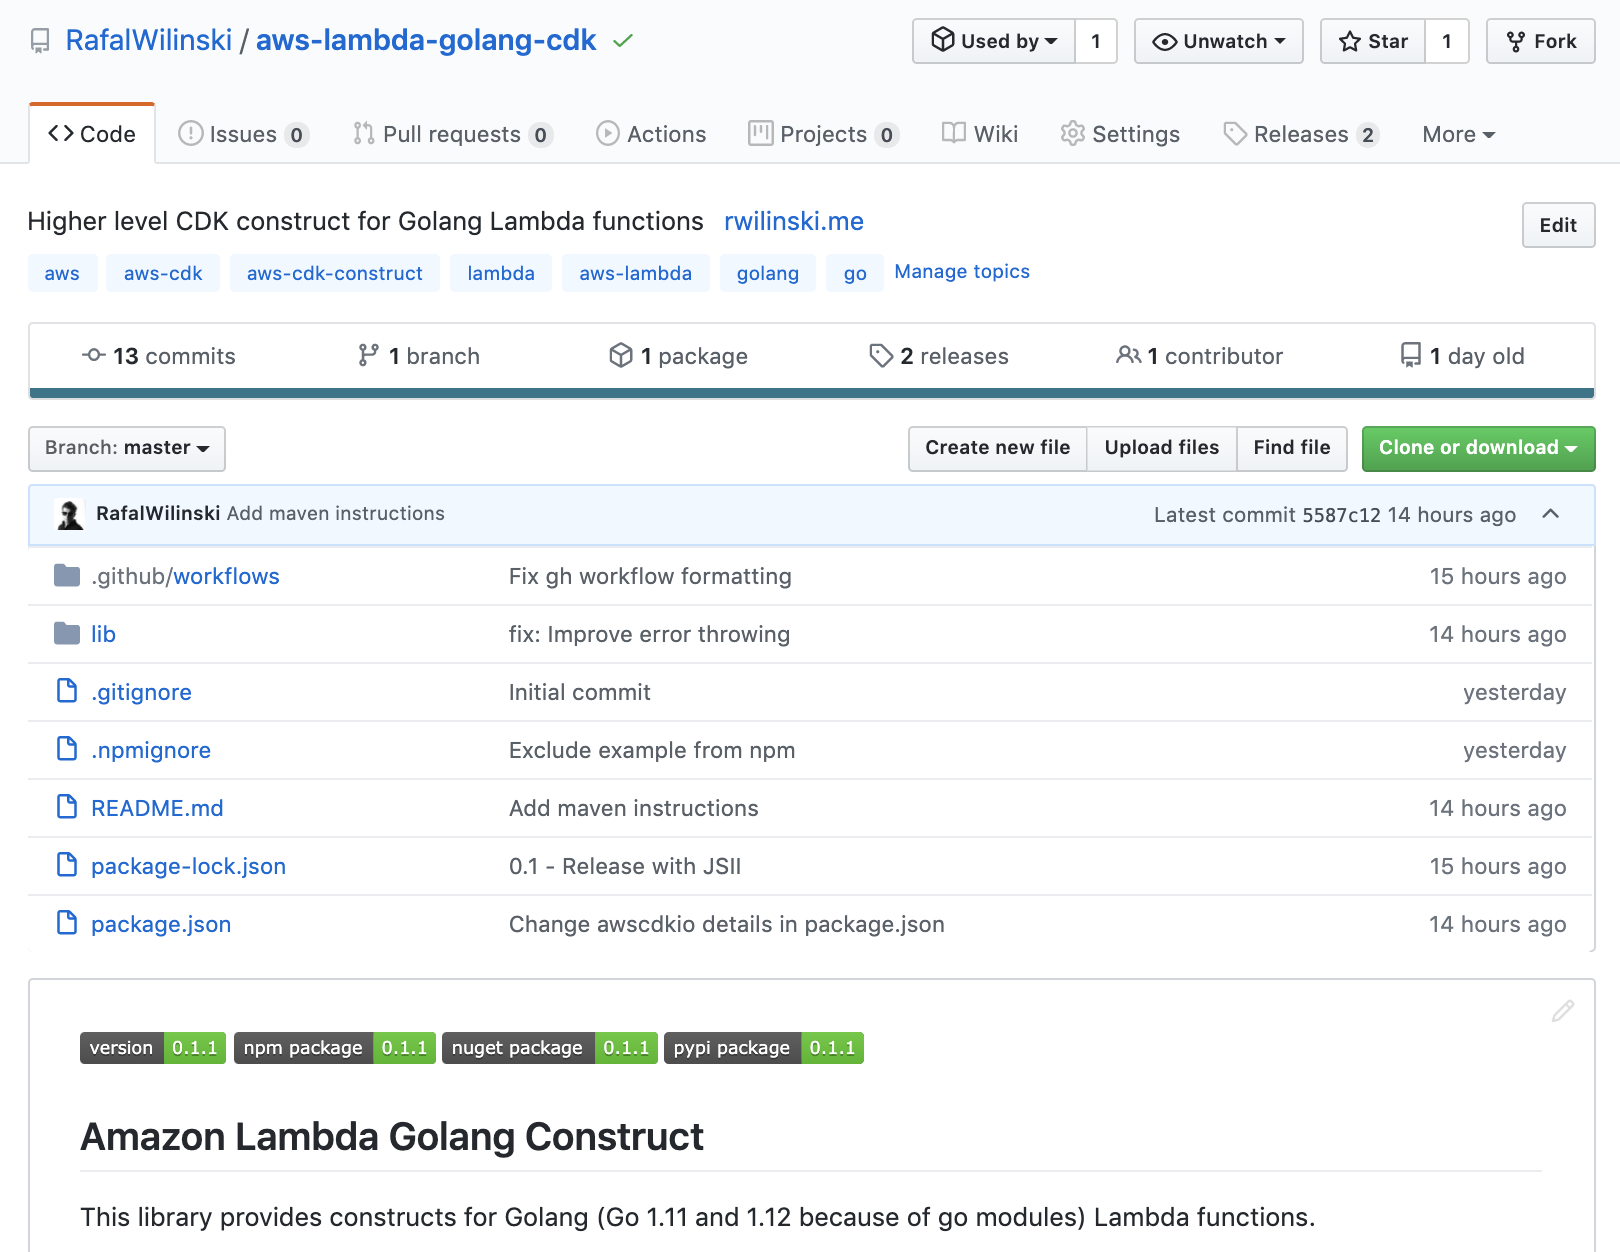 RafalWilinski / aws-lambda-golang-cdk Used by 1 Unwatch Star 1 Fork
Code Issues 0 Pull requests 0 Actions Projects 0 Wiki Settings Releases 2 More
Higher level CDK construct for Golang Lambda functions rwilinski.me Edit
aws aws-cdk aws-cdk-construct lambda aws-lambda golang go Manage topics
13 commits 1 branch 1 package 2 releases 1 contributor 1 day old
Branch: master Create new file Upload files Find file Clone or download
RafalWilinski Add maven instructions Latest commit 5587c12 14 hours ago
.github/workflows Fix gh workflow formatting 15 hours ago
lib fix: Improve error throwing 14 hours ago
.gitignore Initial commit yesterday
.npmignore Exclude example from npm yesterday
README.md Add maven instructions 14 hours ago
package-lock.json 0.1 - Release with JSII 15 hours ago
package.json Change awscdkio details in package.json 14 hours ago
version 0.1.1 npm package 0.1.1 nuget package 0.1.1 pypi package 0.1.1
Amazon Lambda Golang Construct
This library provides constructs for Golang (Go 1.11 and 1.12 because of go modules) Lambda functions.